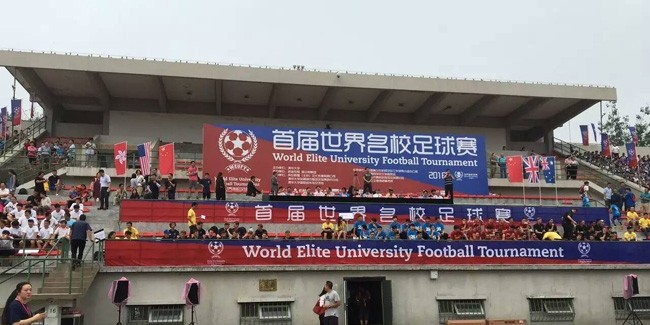 首届世界名校足球赛
World Elite University Football Tournament
首届世界名校足球赛
World Elite University Football Tournament